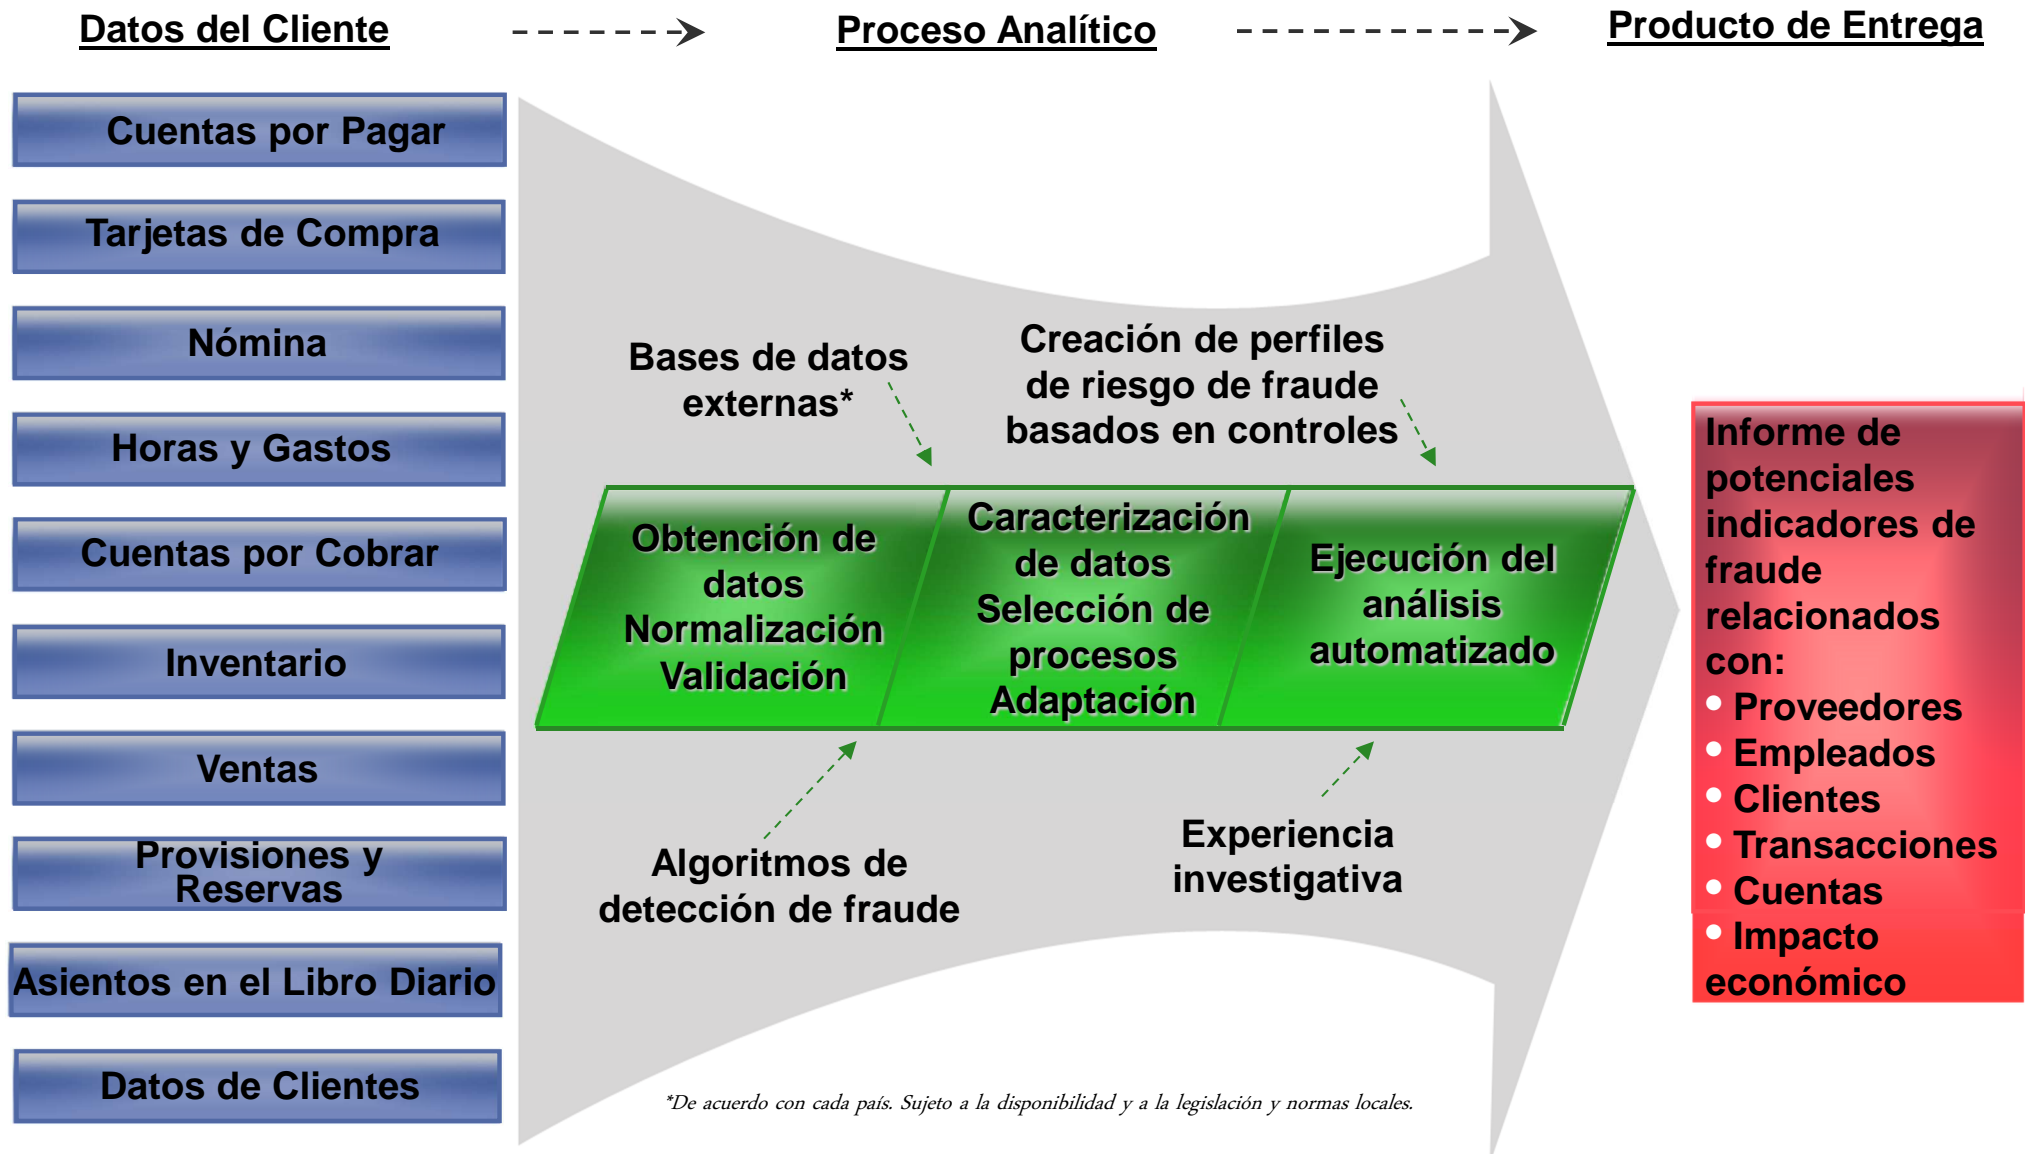 Datos del Cliente
Proceso Analítico
Producto de Entrega
Cuentas por Pagar
Tarjetas de Compra
Nómina
Horas y Gastos
Cuentas por Cobrar
Inventario
Ventas
Provisiones y
Reservas
Asientos en el Libro Diario
Datos de Clientes
Bases de datos
externas*
Creación de perfiles
de riesgo de fraude
basados en controles
Obtención de
datos
Normalización
Validación
Caracterización
de datos
Selección de
procesos
Adaptación
Ejecución del
análisis
automatizado
Algoritmos de
detección de fraude
Experiencia
investigativa
Informe de
potenciales
indicadores de
fraude
relacionados
con:
• Proveedores
• Empleados
• Clientes
• Transacciones
• Cuentas
• Impacto
económico
*De acuerdo con cada país. Sujeto a la disponibilidad y a la legislación y normas locales.